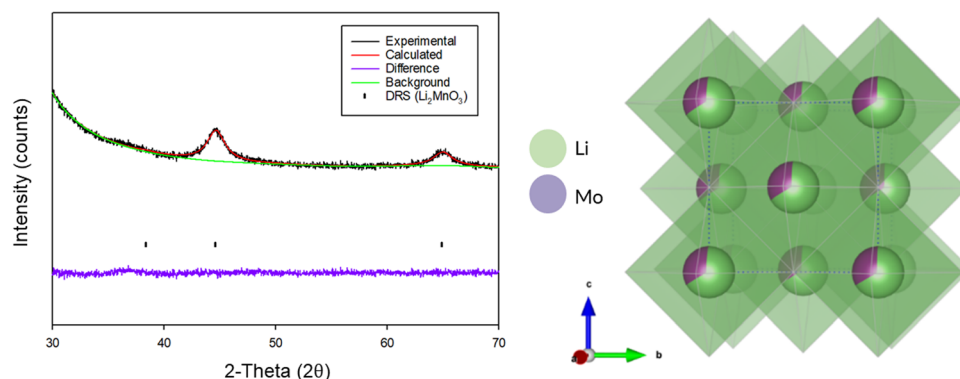 Experimental
Calculated
Difference
Background
DRS (Li₂MnO₃)
Intensity (counts)
30 40 50 60 70
2-Theta (2θ)
Li
Mo
c
a b